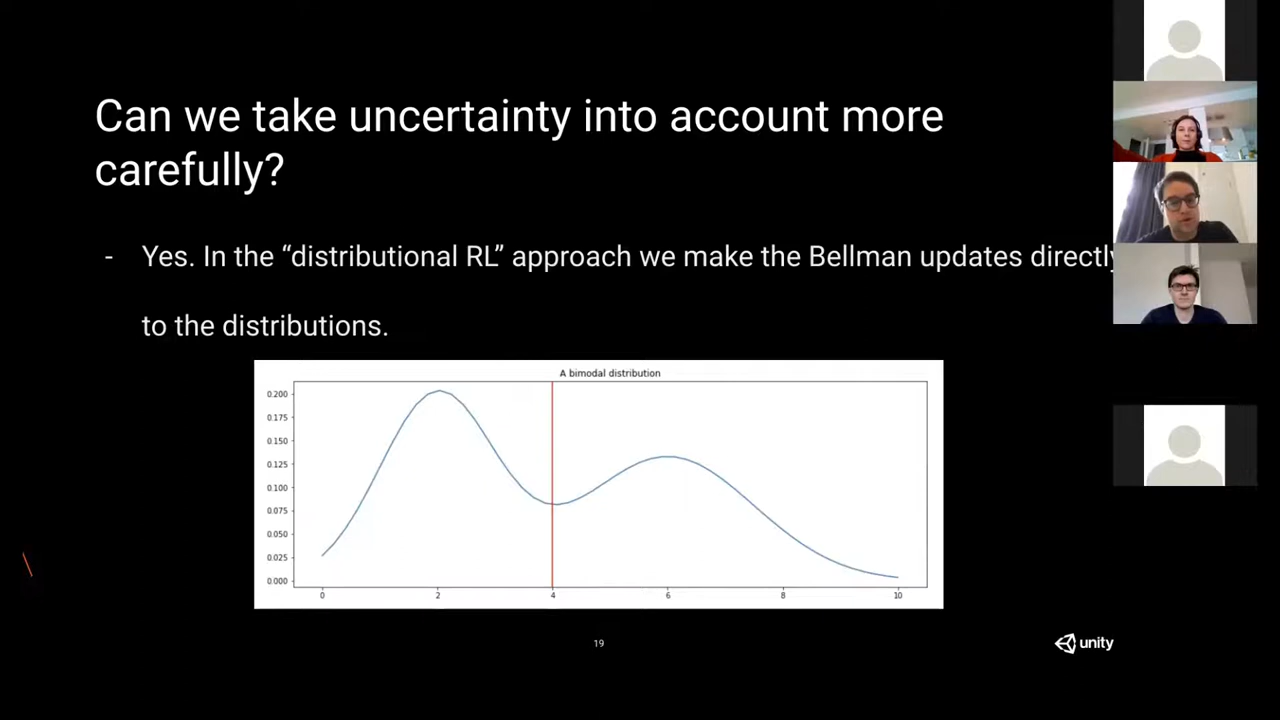 Can we take uncertainty into account more
carefully?
- Yes. In the “distributional RL” approach we make the Bellman updates directly
to the distributions.
A bimodal distribution
0.200
0.175
0.150
0.125
0.100
0.075
0.050
0.025
0.000
0 2 4 6 8 10
19
unity